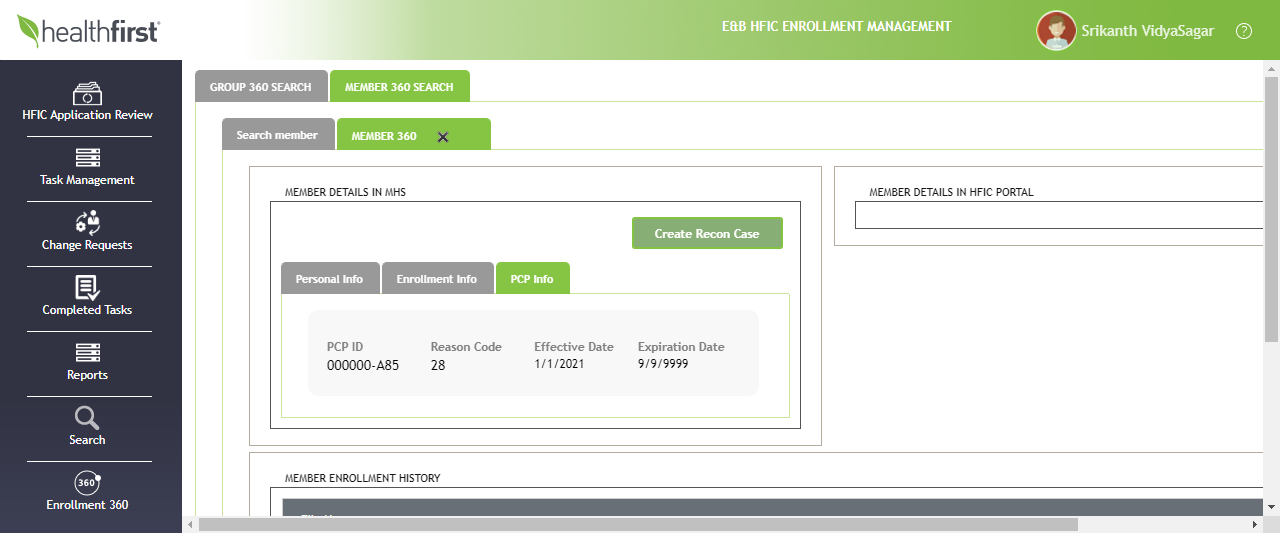 healthfirst
E&B HFIC ENROLLMENT MANAGEMENT
Srikanth VidyaSagar
?
HFIC Application Review
Task Management
Change Requests
Completed Tasks
Reports
Search
360
Enrollment 360
GROUP 360 SEARCH
MEMBER 360 SEARCH
Search member
MEMBER 360
MEMBER DETAILS IN MHS
Create Recon Case
Personal Info
Enrollment Info
PCP Info
PCP ID
Reason Code
Effective Date
Expiration Date
000000-A85
28
1/1/2021
9/9/9999
MEMBER DETAILS IN HFIC PORTAL
MEMBER ENROLLMENT HISTORY